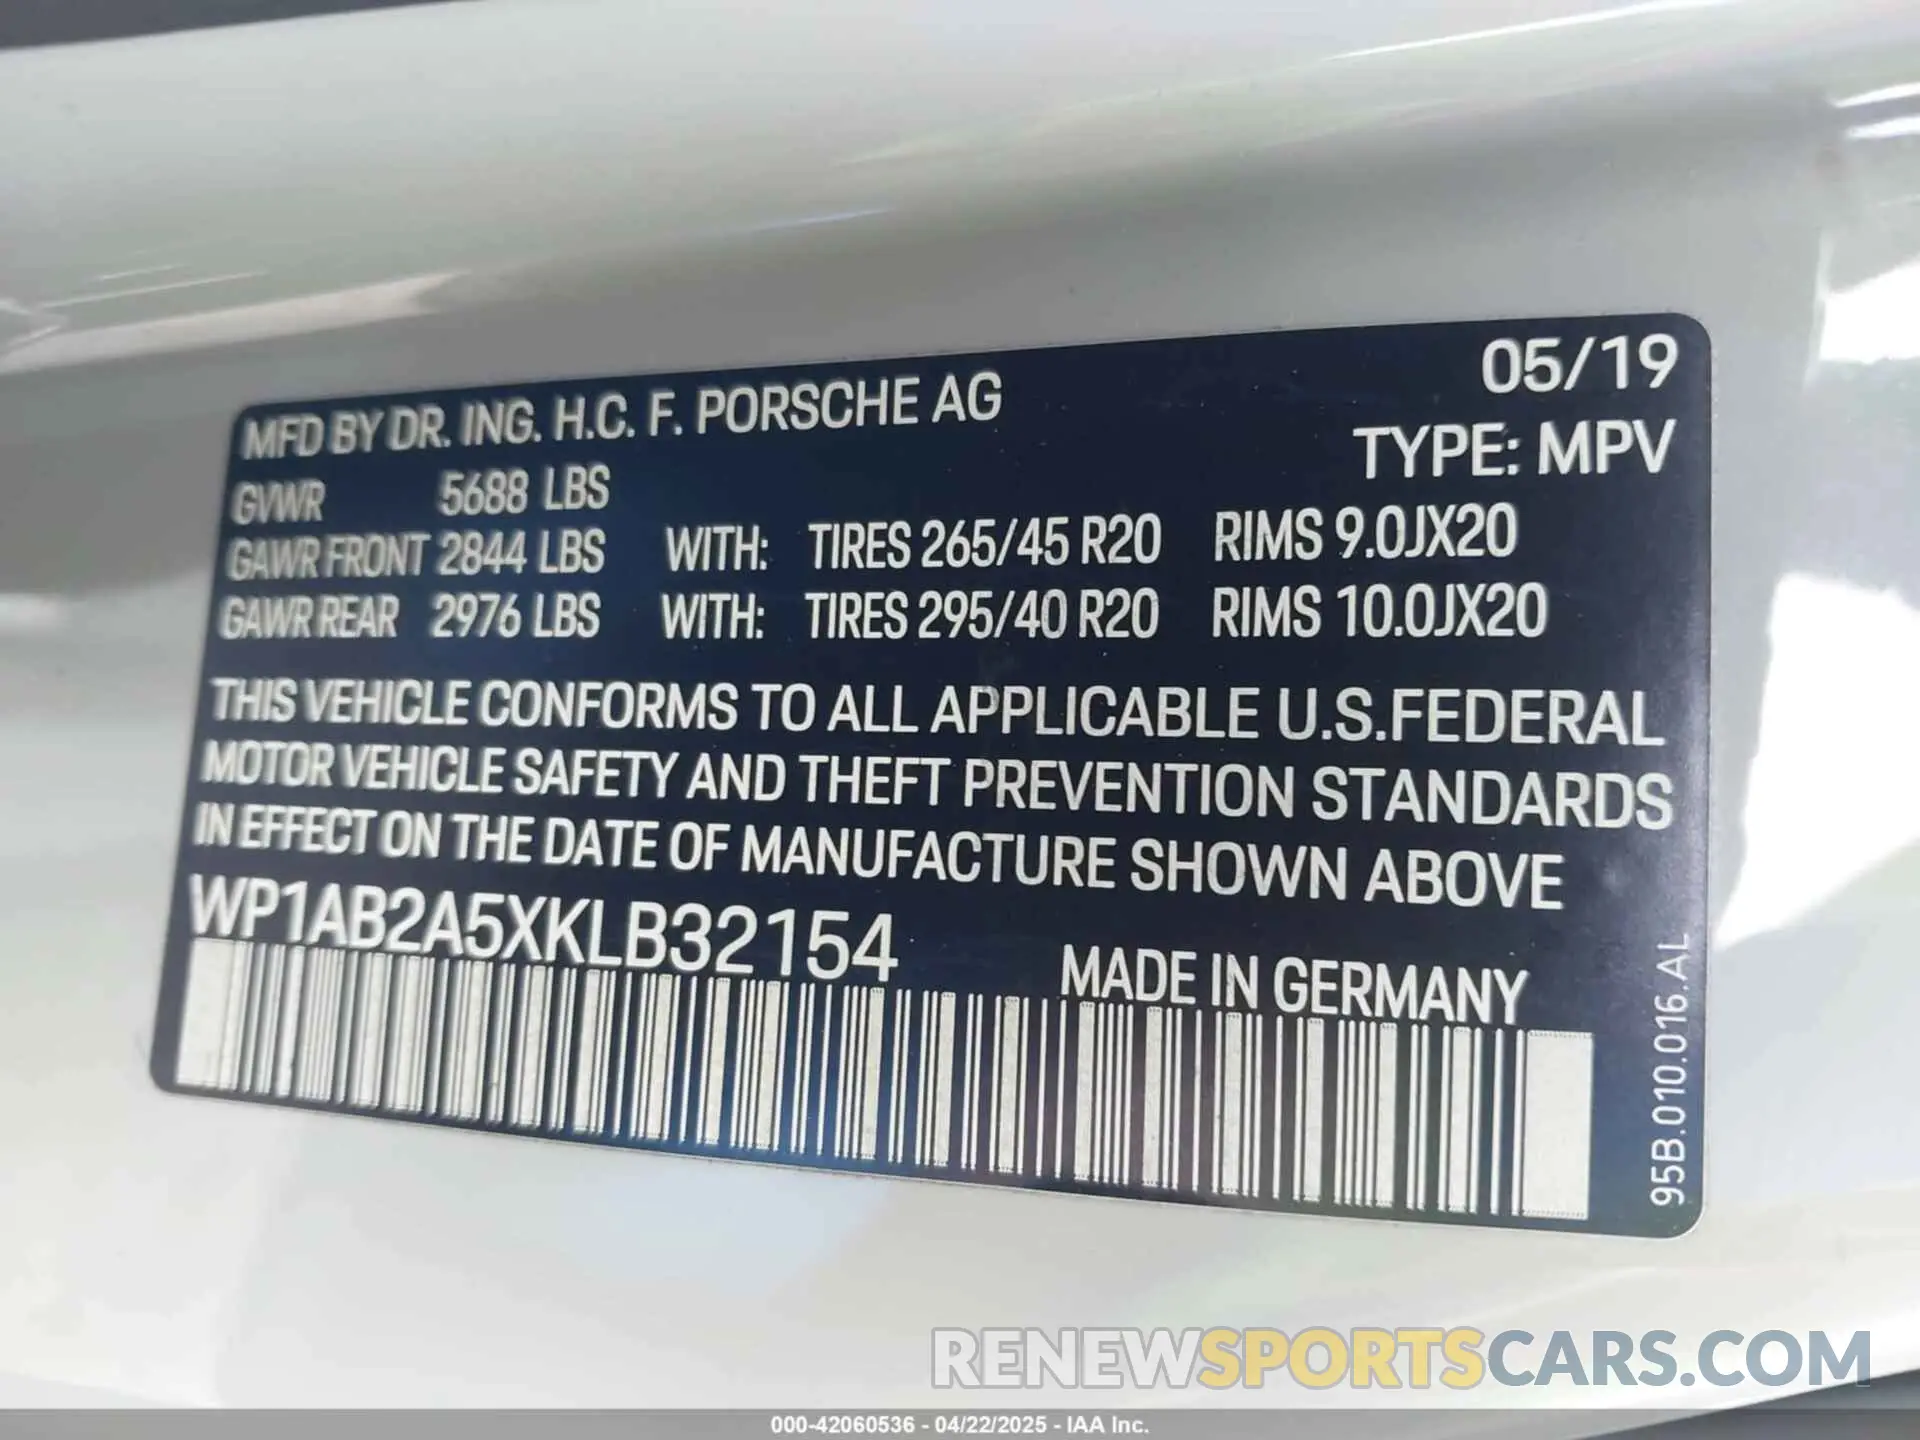 MFD BY DR. ING. H.C. F. PORSCHE AG 05/19
TYPE: MPV
GVWR 5688 LBS
GAWR FRONT 2844 LBS WITH: TIRES 265/45 R20 RIMS 9.0JX20
GAWR REAR 2976 LBS WITH: TIRES 295/40 R20 RIMS 10.0JX20
THIS VEHICLE CONFORMS TO ALL APPLICABLE U.S.FEDERAL
MOTOR VEHICLE SAFETY AND THEFT PREVENTION STANDARDS
IN EFFECT ON THE DATE OF MANUFACTURE SHOWN ABOVE
WP1AB2A5XKLB32154
MADE IN GERMANY
95B.010.016.AL
RENEWSPORTSCARS.COM
000-42060536 - 04/22/2025 - IAA Inc.